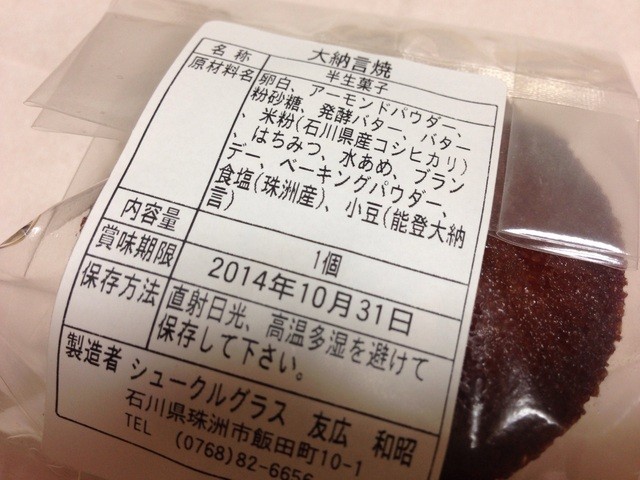 大納言焼
名 称 半生菓子
原材料名 卵白、アーモンドパウダー、
粉砂糖、発酵バター、バター
、米粉(石川県産コシヒカリ)
、はちみつ、水あめ、ブラン
デー、ベーキングパウダー、
食塩(珠洲産)、小豆(能登大納
言)
内容量 1個
賞味期限 2014年10月31日
保存方法 直射日光、高温多湿を避けて
保存して下さい。
製造者 シュークルグラス 友広 和昭
石川県珠洲市飯田町10-1
TEL (0768)82-6656